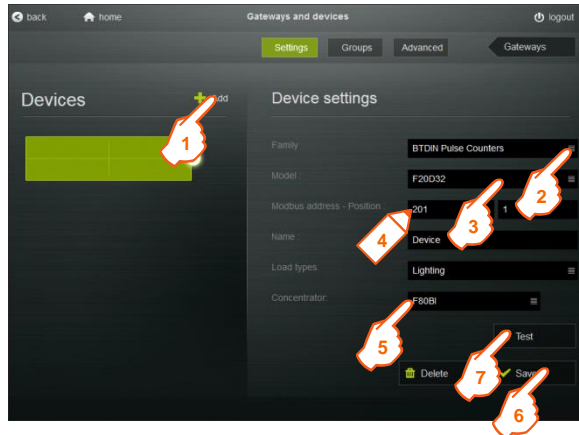 back home Gateways and devices logout
Settings Groups Advanced Gateways
Devices Add Device settings
1
Family BTDIN Pulse Counters
2
Model : F20D32
3
Modbus address - Position : 201 1
4
Name : Device
Load types: Lighting
Concentrator: F80BI
5
Test
7
Delete Save
6